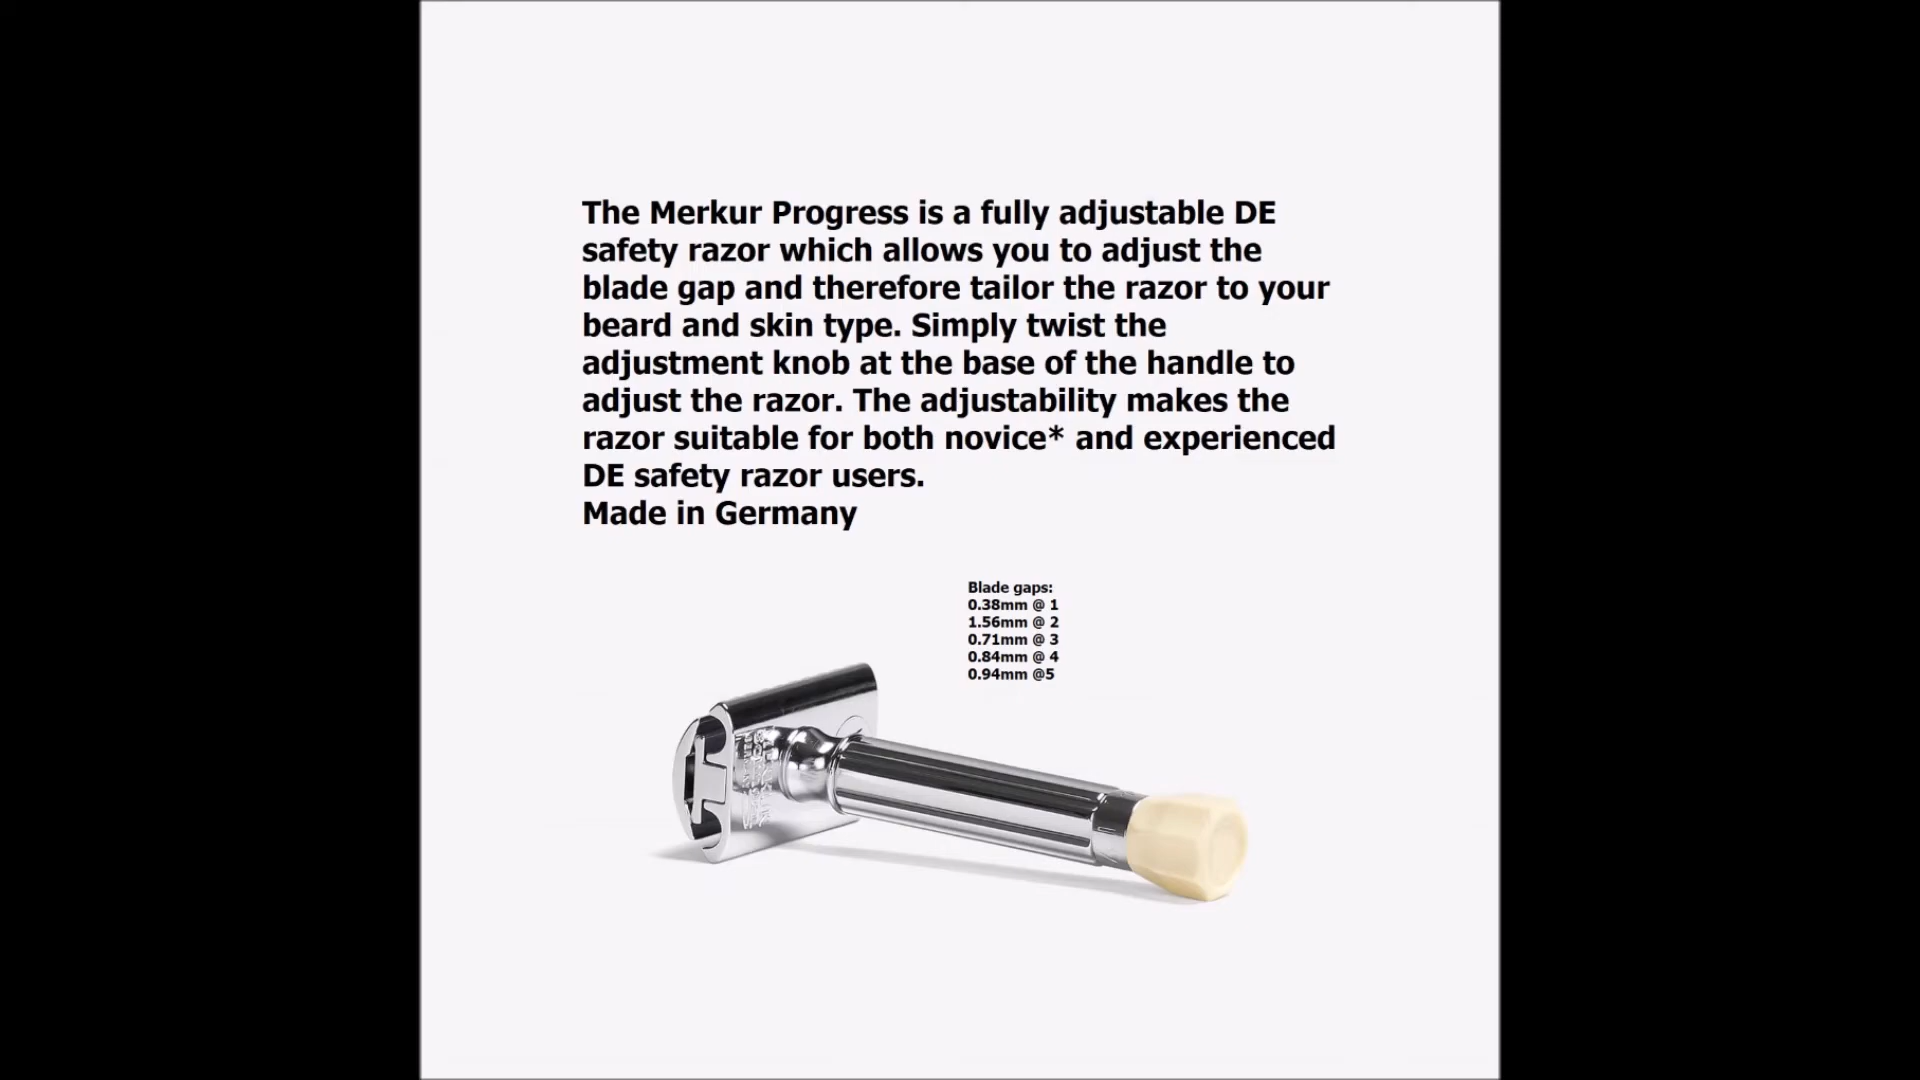 The Merkur Progress is a fully adjustable DE
safety razor which allows you to adjust the
blade gap and therefore tailor the razor to your
beard and skin type. Simply twist the
adjustment knob at the base of the handle to
adjust the razor. The adjustability makes the
razor suitable for both novice* and experienced
DE safety razor users.
Made in Germany
Blade gaps:
0.38mm @ 1
1.56mm @ 2
0.71mm @ 3
0.84mm @ 4
0.94mm @5